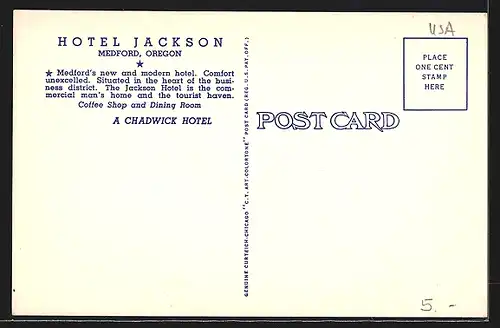 USA
HOTEL JACKSON
MEDFORD, OREGON
★
★ Medford's new and modern hotel. Comfort
unexcelled. Situated in the heart of the busi-
ness district. The Jackson Hotel is the com-
mercial man's home and the tourist haven.
Coffee Shop and Dining Room
A CHADWICK HOTEL
GENUINE CURTEICH-CHICAGO "C.T. ART-COLORTONE" POST CARD (REG. U.S. PAT. OFF.)
POST CARD
PLACE
ONE CENT
STAMP
HERE
5.-